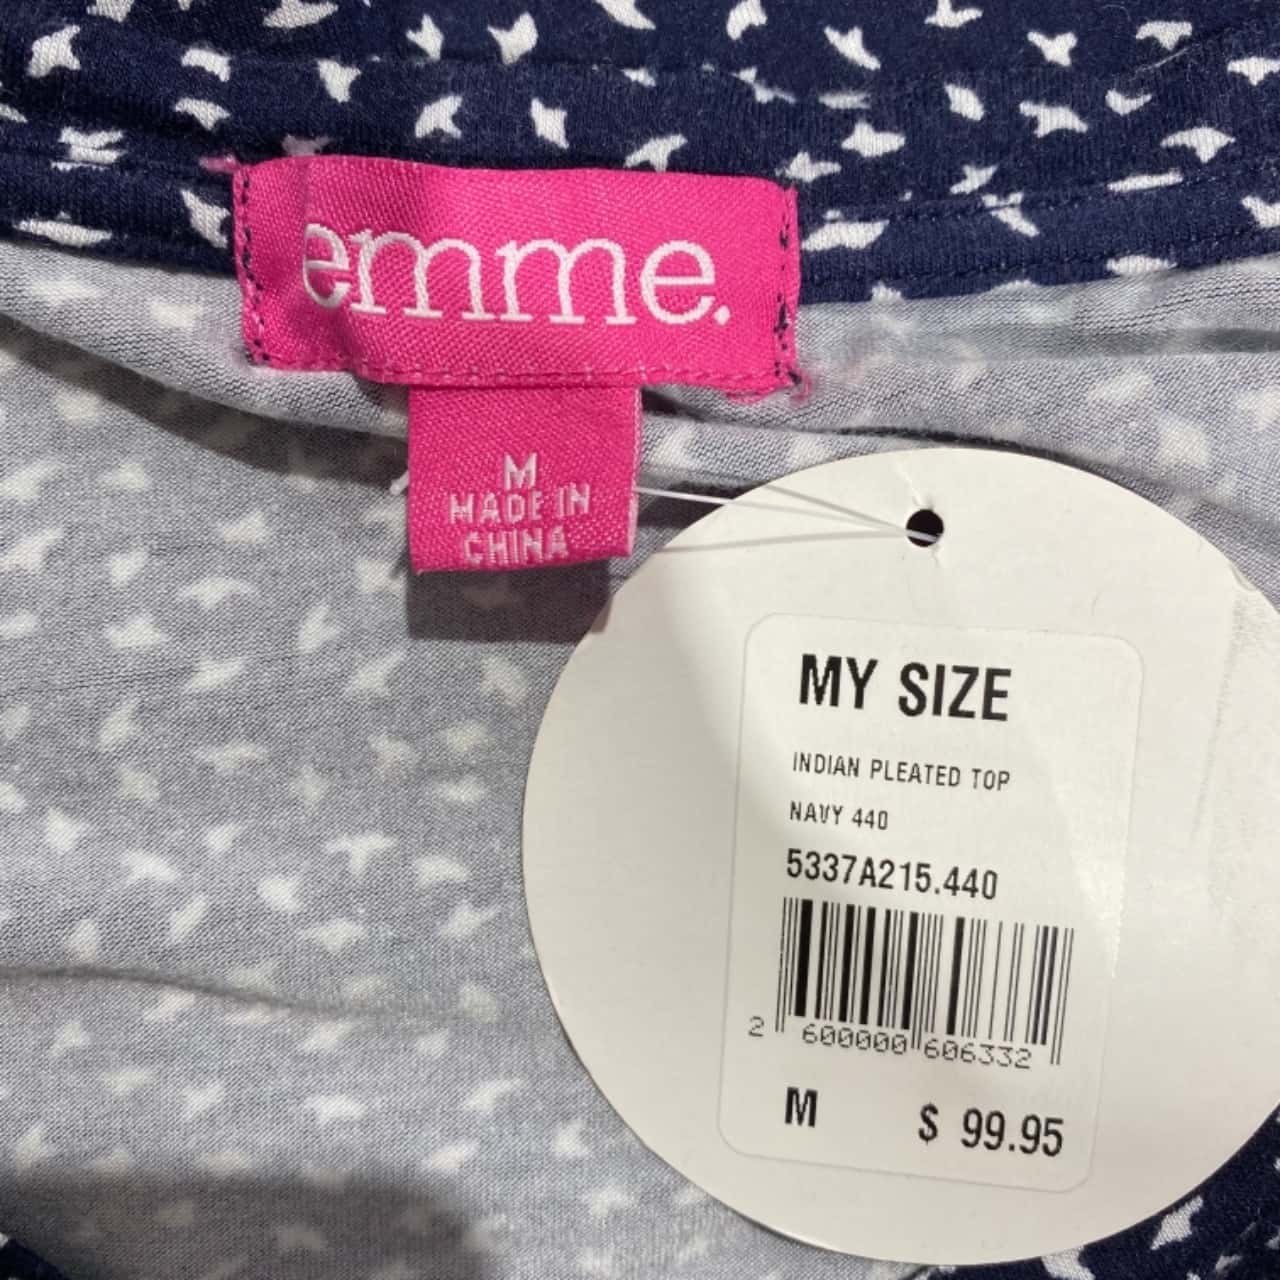 emme.
M
MADE IN
CHINA
MY SIZE
INDIAN PLEATED TOP
NAVY 440
5337A215.440
2 600000 606332
M $ 99.95